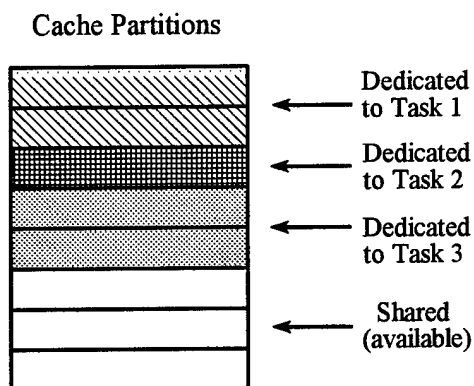 Cache Partitions
Dedicated
to Task 1
Dedicated
to Task 2
Dedicated
to Task 3
Shared
(available)